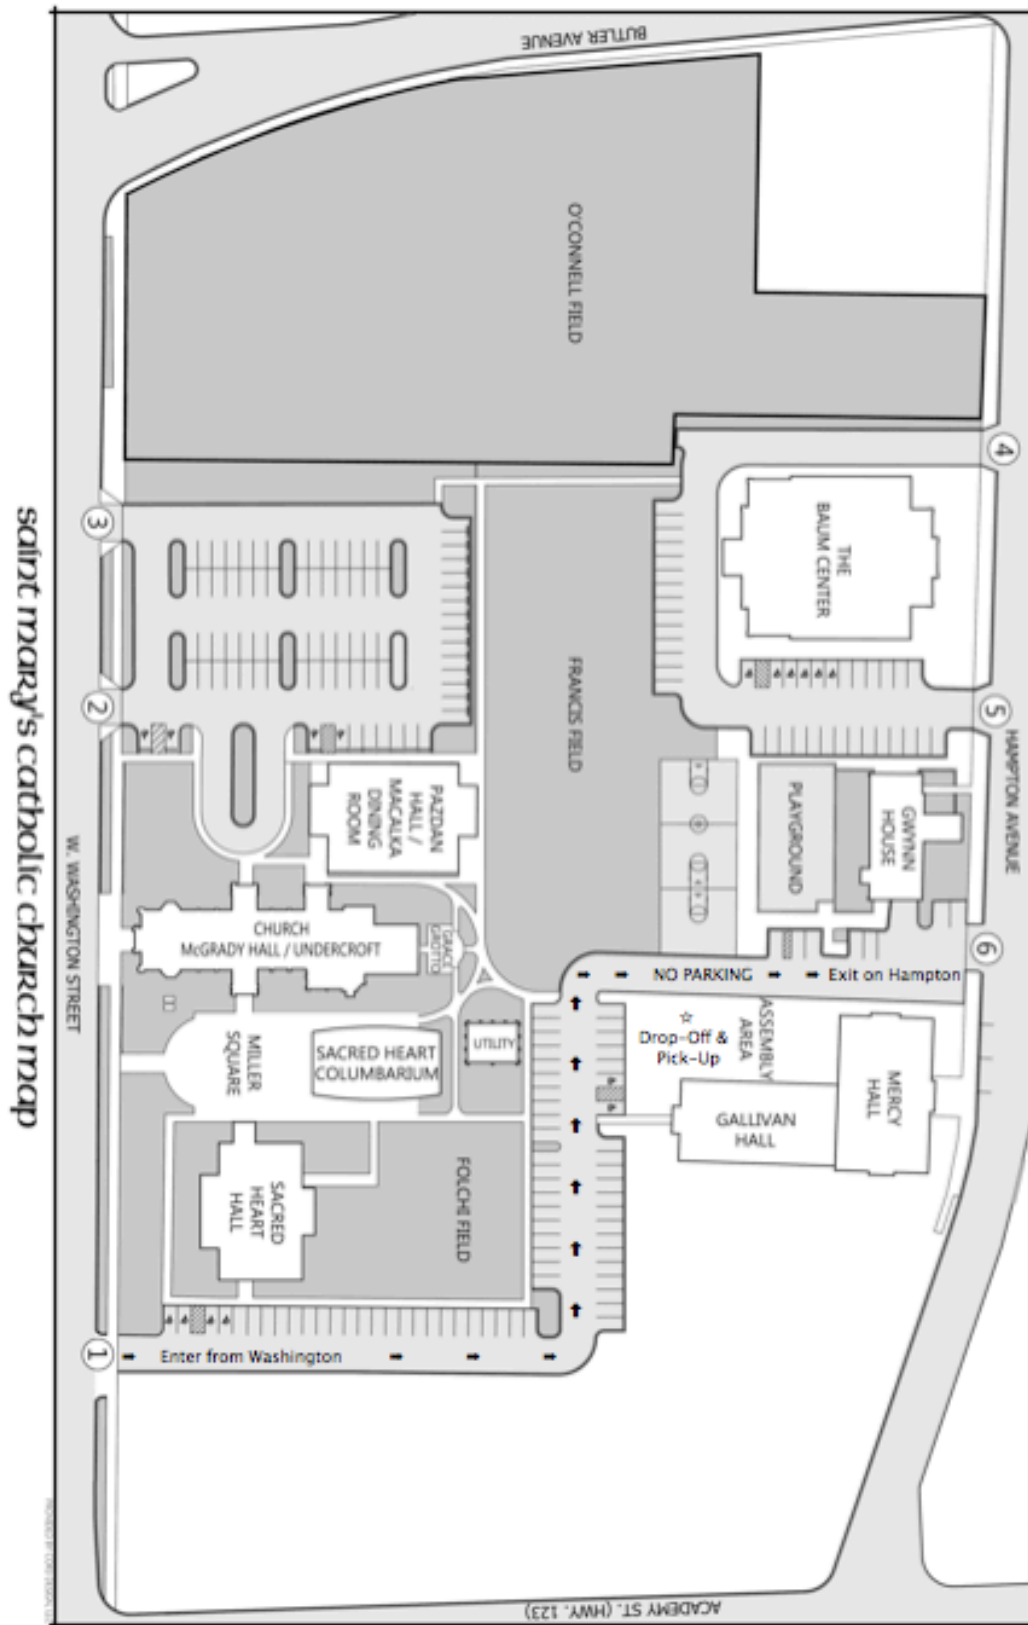 BUTLER AVENUE
O'CONNELL FIELD
4
THE
BAUM CENTER
3
FRANCIS FIELD
2
5
HAMPTON AVENUE
PLAYGROUND
GWYNN
HOUSE
PAZDAN
HALL /
MACALKA
DINING
ROOM
W. WASHINGTON STREET
CHURCH
McGRADY HALL / UNDERCROFT
GRACE
GROTTO
6
NO PARKING
Exit on Hampton
ASSEMBLY
AREA
Drop-Off &
Pick-Up
UTILITY
MILLER
SQUARE
SACRED HEART
COLUMBARIUM
MERCY
HALL
GALLIVAN
HALL
FOLCHI FIELD
SACRED
HEART
HALL
1
Enter from Washington
ACADEMY ST. (HWY. 123)
saint mary's catholic church map